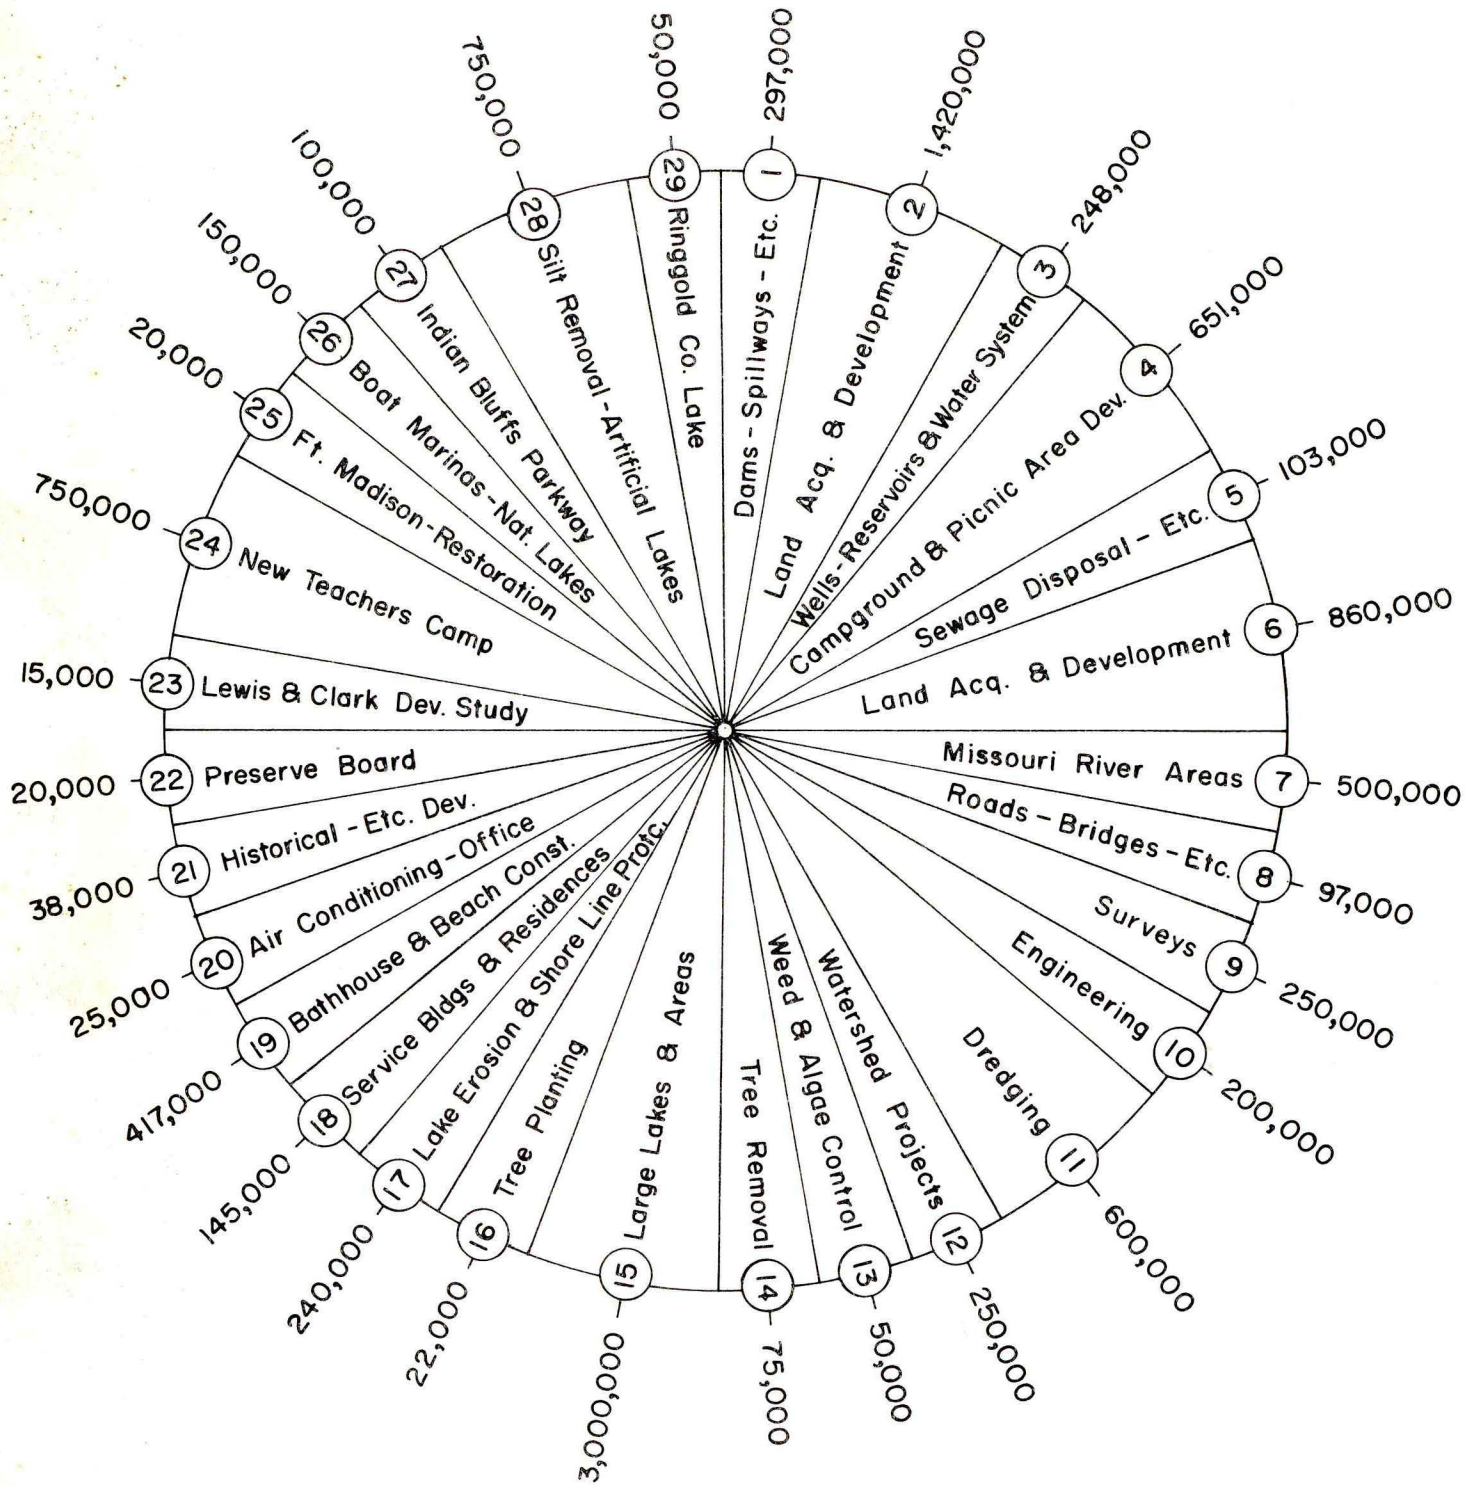 1 Dams - Spillways - Etc. 297,000
2 Land Acq. & Development 1,420,000
3 Wells - Reservoirs & Water System 248,000
4 Campground & Picnic Area Dev. 651,000
5 Sewage Disposal - Etc. 103,000
6 Land Acq. & Development 860,000
7 Missouri River Areas 500,000
8 Roads - Bridges - Etc. 97,000
9 Surveys 250,000
10 Engineering 200,000
11 Dredging 600,000
12 Watershed Projects 250,000
13 Weed & Algae Control 50,000
14 Tree Removal 75,000
15 Large Lakes & Areas 3,000,000
16 Tree Planting 22,000
17 Lake Erosion & Shore Line Protc. 240,000
18 Service Bldgs & Residences 145,000
19 Bathhouse & Beach Const. 417,000
20 Air Conditioning - Office 25,000
21 Historical - Etc. Dev. 38,000
22 Preserve Board 20,000
23 Lewis & Clark Dev. Study 15,000
24 New Teachers Camp 750,000
25 Ft. Madison - Restoration 20,000
26 Boat Marinas - Nat. Lakes 150,000
27 Indian Bluffs Parkway 100,000
28 Silt Removal - Artificial Lakes 750,000
29 Ringgold Co. Lake 50,000